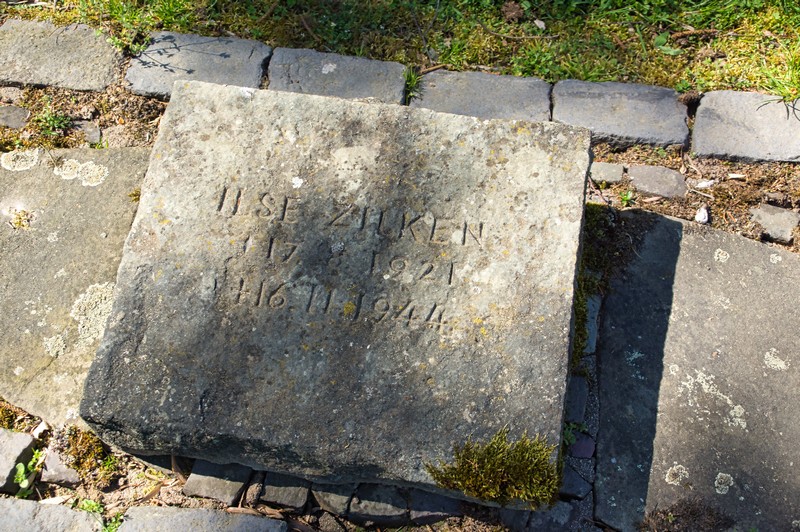 ILSE ZILKEN
* 17 8 1921
† 16 11 1944